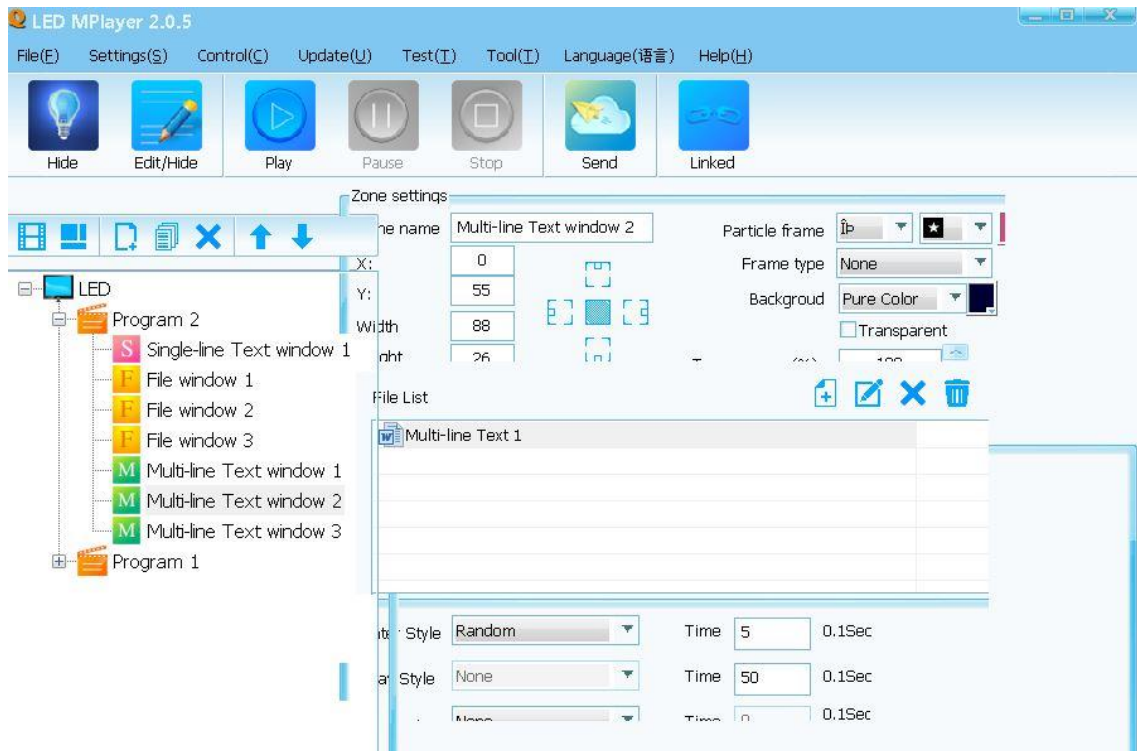 LED MPlayer 2.0.5
File(F) Settings(S) Control(C) Update(U) Test(T) Tool(T) Language(语言) Help(H)
Hide Edit/Hide Play Pause Stop Send Linked
Zone settings
name Multi-line Text window 2 Particle frame Îþ
X: 0 Frame type None
Y: 55 Backgroud Pure Color
Width 88 Transparent
26
LED
Program 2
S Single-line Text window 1
F File window 1
F File window 2
F File window 3
M Multi-line Text window 1
M Multi-line Text window 2
M Multi-line Text window 3
Program 1
File List
W Multi-line Text 1
Style Random Time 5 0.1Sec
Style None Time 50 0.1Sec
None Time 0 0.1Sec